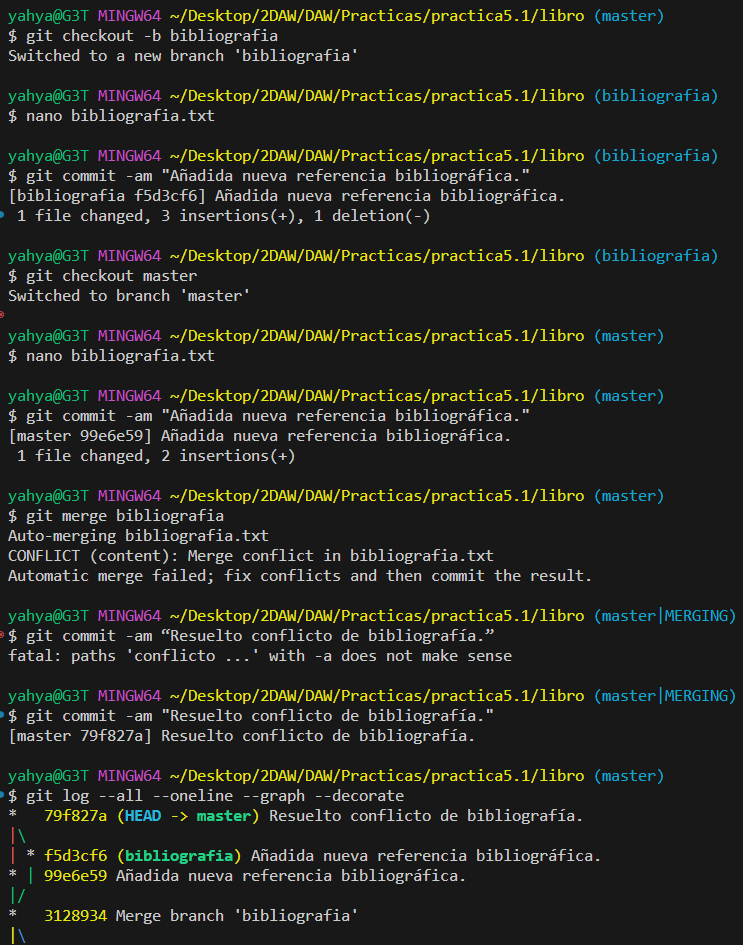 yahya@G3T MINGW64 ~/Desktop/2DAW/DAW/Practicas/practica5.1/libro (master)
$ git checkout -b bibliografia
Switched to a new branch 'bibliografia'
yahya@G3T MINGW64 ~/Desktop/2DAW/DAW/Practicas/practica5.1/libro (bibliografia)
$ nano bibliografia.txt
yahya@G3T MINGW64 ~/Desktop/2DAW/DAW/Practicas/practica5.1/libro (bibliografia)
$ git commit -am "Añadida nueva referencia bibliográfica."
[bibliografia f5d3cf6] Añadida nueva referencia bibliográfica.
 1 file changed, 3 insertions(+), 1 deletion(-)
yahya@G3T MINGW64 ~/Desktop/2DAW/DAW/Practicas/practica5.1/libro (bibliografia)
$ git checkout master
Switched to branch 'master'
yahya@G3T MINGW64 ~/Desktop/2DAW/DAW/Practicas/practica5.1/libro (master)
$ nano bibliografia.txt
yahya@G3T MINGW64 ~/Desktop/2DAW/DAW/Practicas/practica5.1/libro (master)
$ git commit -am "Añadida nueva referencia bibliográfica."
[master 99e6e59] Añadida nueva referencia bibliográfica.
 1 file changed, 2 insertions(+)
yahya@G3T MINGW64 ~/Desktop/2DAW/DAW/Practicas/practica5.1/libro (master)
$ git merge bibliografia
Auto-merging bibliografia.txt
CONFLICT (content): Merge conflict in bibliografia.txt
Automatic merge failed; fix conflicts and then commit the result.
yahya@G3T MINGW64 ~/Desktop/2DAW/DAW/Practicas/practica5.1/libro (master|MERGING)
$ git commit -am “Resuelto conflicto de bibliografía.”
fatal: paths 'conflicto ...' with -a does not make sense
yahya@G3T MINGW64 ~/Desktop/2DAW/DAW/Practicas/practica5.1/libro (master|MERGING)
$ git commit -am "Resuelto conflicto de bibliografía."
[master 79f827a] Resuelto conflicto de bibliografía.
yahya@G3T MINGW64 ~/Desktop/2DAW/DAW/Practicas/practica5.1/libro (master)
$ git log --all --oneline --graph --decorate
*   79f827a (HEAD -> master) Resuelto conflicto de bibliografía.
|\
| * f5d3cf6 (bibliografia) Añadida nueva referencia bibliográfica.
* | 99e6e59 Añadida nueva referencia bibliográfica.
|/
*   3128934 Merge branch 'bibliografia'
|\